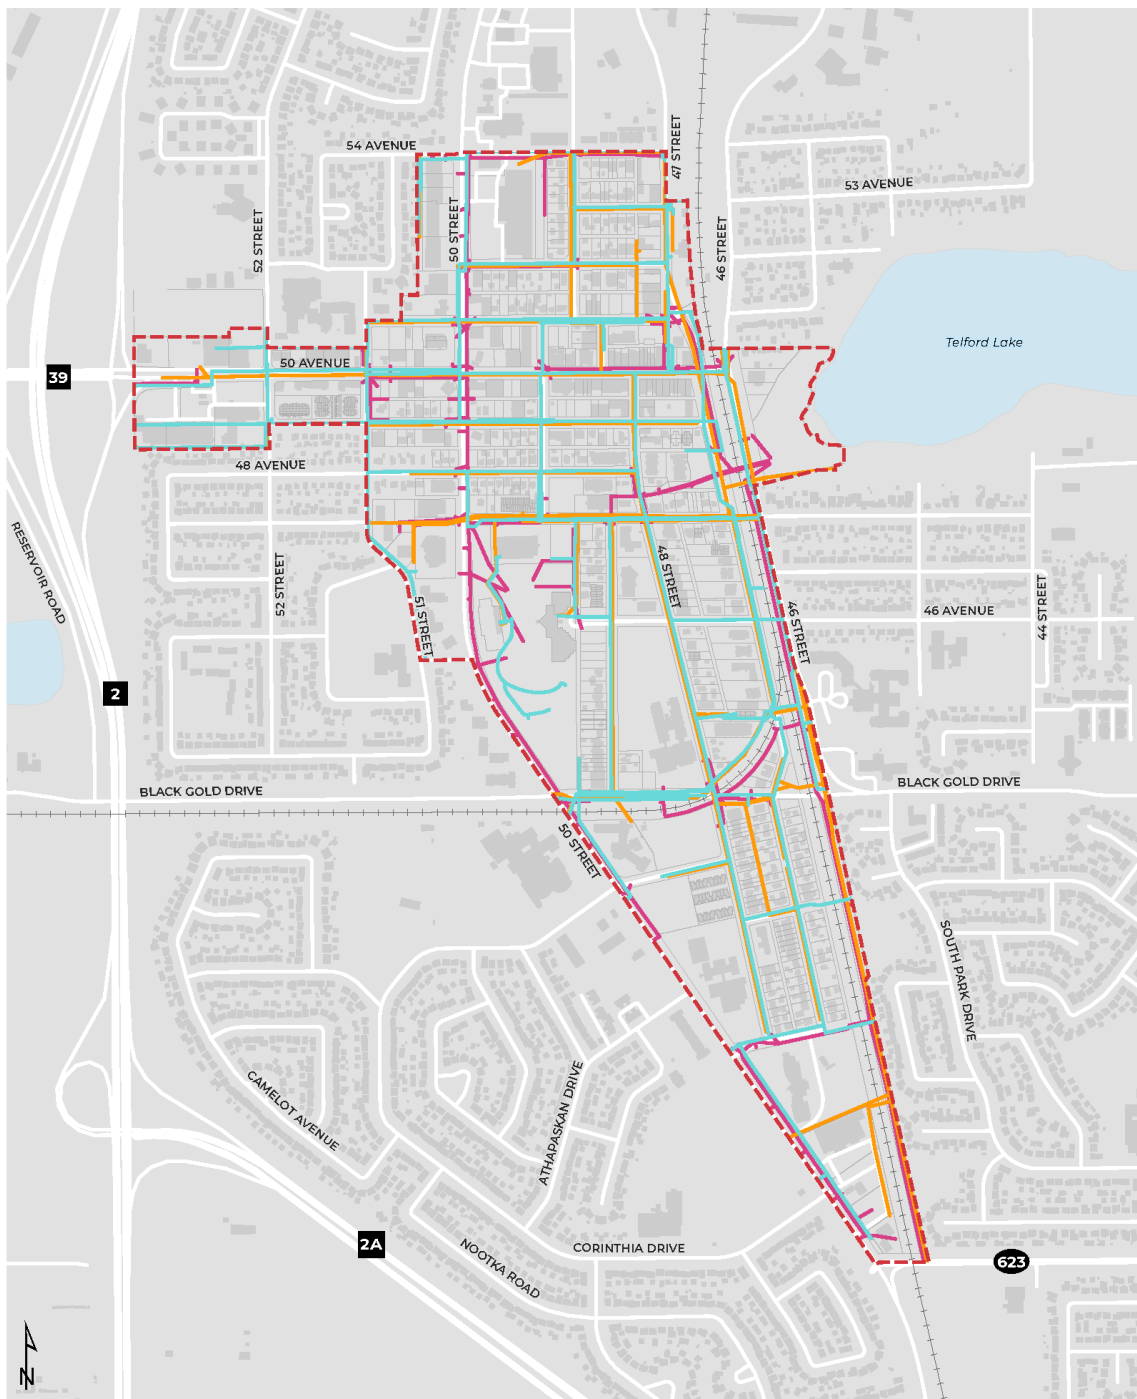 54 AVENUE
47 STREET
53 AVENUE
50 STREET
52 STREET
46 STREET
Telford Lake
50 AVENUE
39
48 AVENUE
RESERVOIR ROAD
52 STREET
51 STREET
48 STREET
46 STREET
46 AVENUE
44 STREET
2
BLACK GOLD DRIVE
BLACK GOLD DRIVE
50 STREET
SOUTH PARK DRIVE
CAMELOT AVENUE
ATHAPASKAN DRIVE
2A
NOOTKA ROAD
CORINTHIA DRIVE
623
N